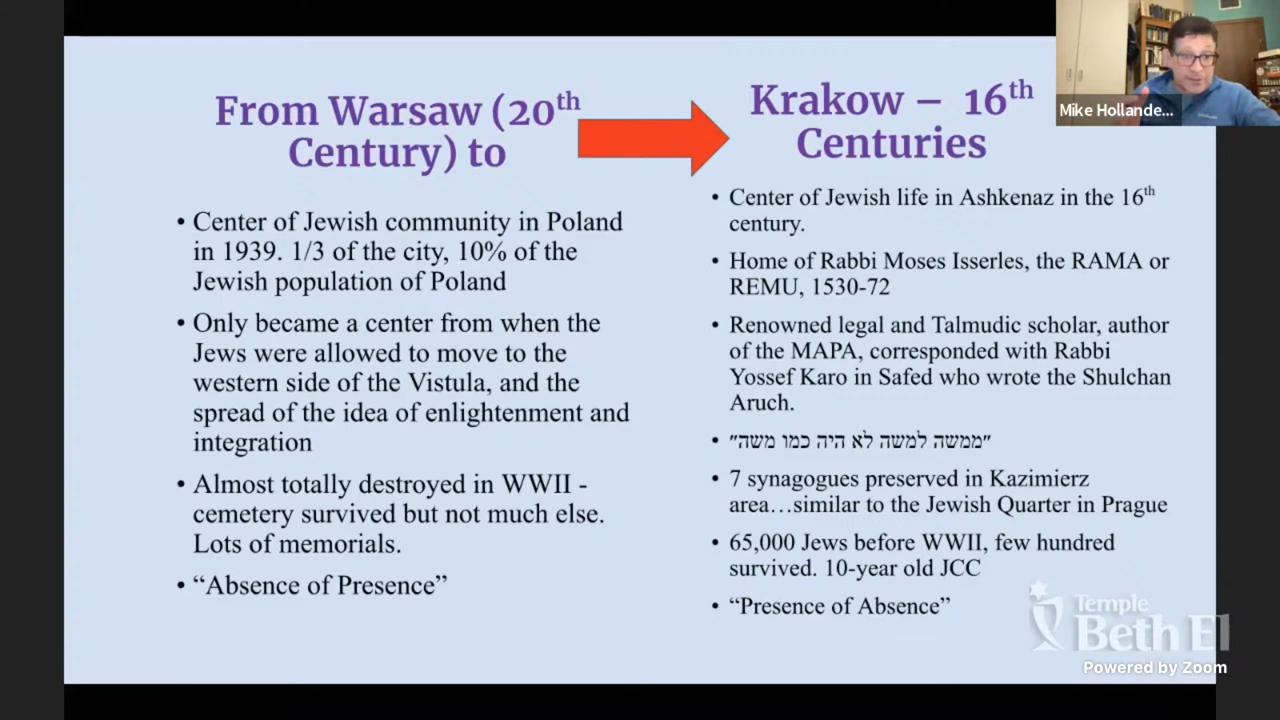 From Warsaw (20th
Century) to
• Center of Jewish community in Poland
in 1939. 1/3 of the city, 10% of the
Jewish population of Poland
• Only became a center from when the
Jews were allowed to move to the
western side of the Vistula, and the
spread of the idea of enlightenment and
integration
• Almost totally destroyed in WWII -
cemetery survived but not much else.
Lots of memorials.
• “Absence of Presence”
Krakow – 16th
Centuries
• Center of Jewish life in Ashkenaz in the 16th
century.
• Home of Rabbi Moses Isserles, the RAMA or
REMU, 1530-72
• Renowned legal and Talmudic scholar, author
of the MAPA, corresponded with Rabbi
Yossef Karo in Safed who wrote the Shulchan
Aruch.
• "ממשה למשה לא היה כמו משה"
• 7 synagogues preserved in Kazimierz
area…similar to the Jewish Quarter in Prague
• 65,000 Jews before WWII, few hundred
survived. 10-year old JCC
• “Presence of Absence”
Mike Hollande...
Temple
Beth El
Powered by Zoom